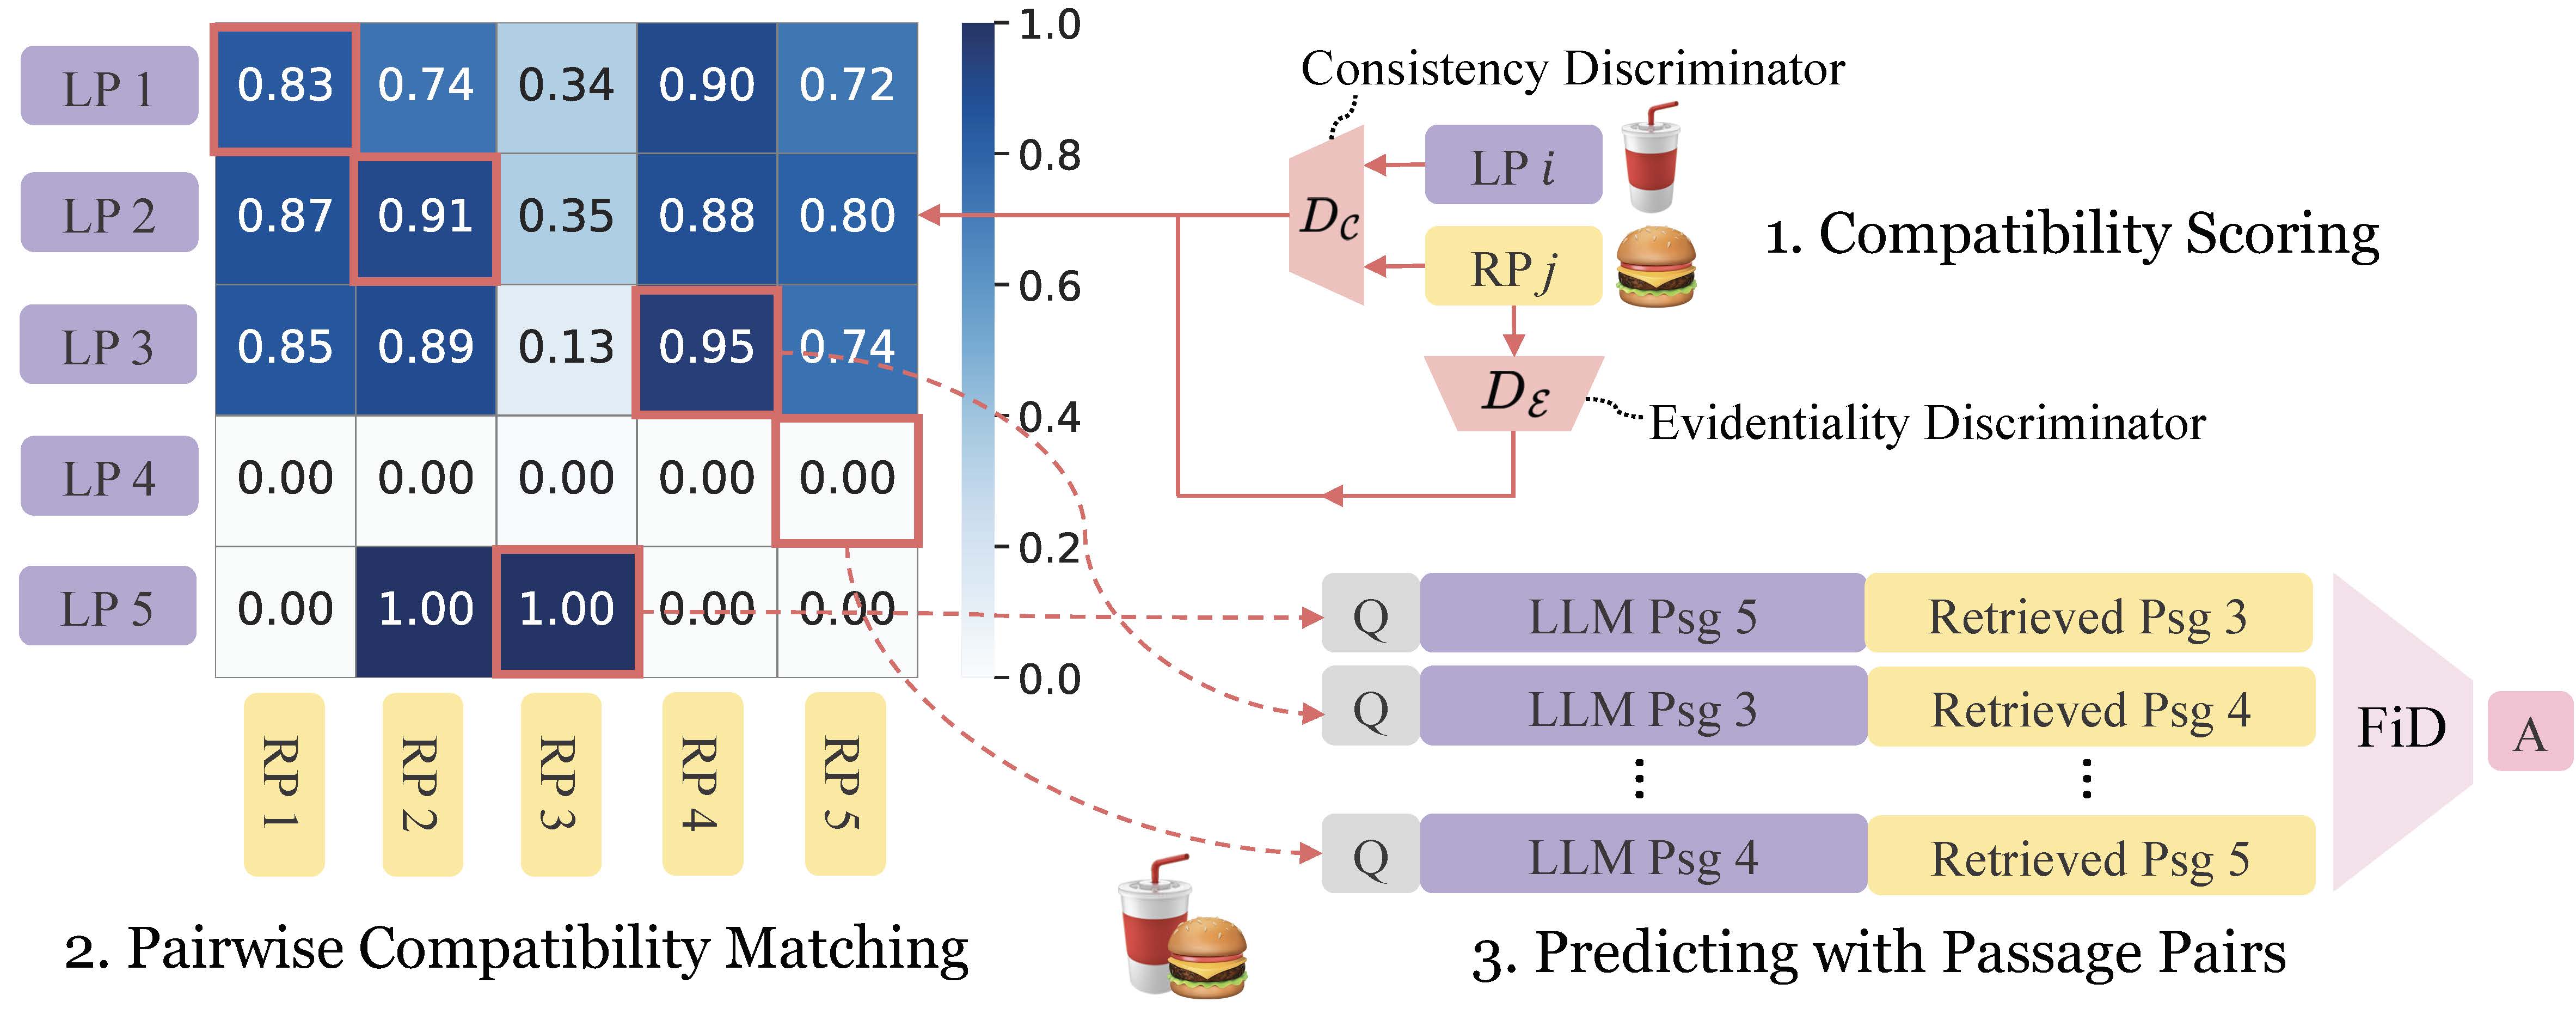 LP 1 0.83 0.74 0.34 0.90 0.72
LP 2 0.87 0.91 0.35 0.88 0.80
LP 3 0.85 0.89 0.13 0.95 0.74
LP 4 0.00 0.00 0.00 0.00 0.00
LP 5 0.00 1.00 1.00 0.00 0.00
RP 1 RP 2 RP 3 RP 4 RP 5
1.0
0.8
0.6
0.4
0.2
0.0
2. Pairwise Compatibility Matching
Consistency Discriminator
LP i
D_C
RP j
1. Compatibility Scoring
D_ℰ
Evidentiality Discriminator
Q LLM Psg 5 Retrieved Psg 3
Q LLM Psg 3 Retrieved Psg 4
⋮ ⋮
Q LLM Psg 4 Retrieved Psg 5
FiD
A
3. Predicting with Passage Pairs